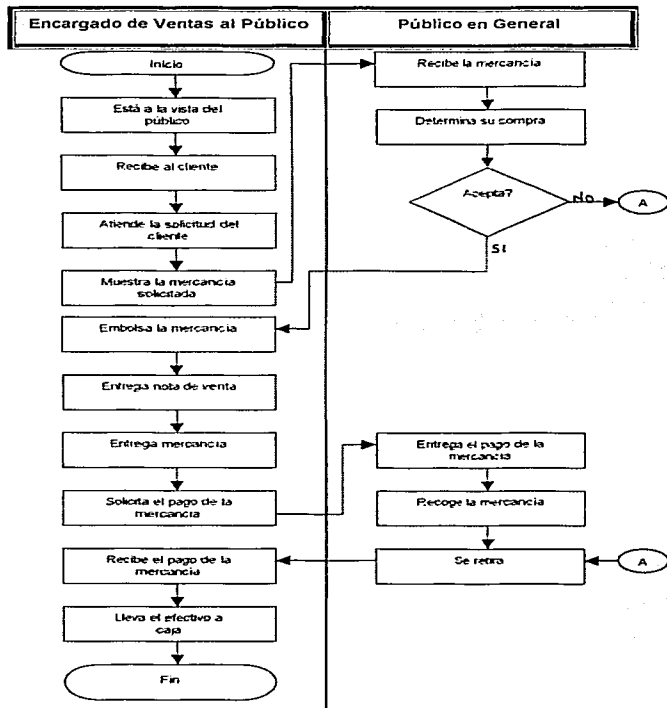 Encargado de Ventas al Público
Público en General
Inicio
Está a la vista del
público
Recibe al cliente
Atiende la solicitud del
cliente
Muestra la mercancía
solicitada
Recibe la mercancía
Determina su compra
Acepta?
No
A
SI
Embolsa la mercancía
Entrega nota de venta
Entrega mercancía
Solicita el pago de la
mercancía
Entrega el pago de la
mercancía
Recoge la mercancía
Se retira
A
Recibe el pago de la
mercancía
Lleva el efectivo a
caja
Fin